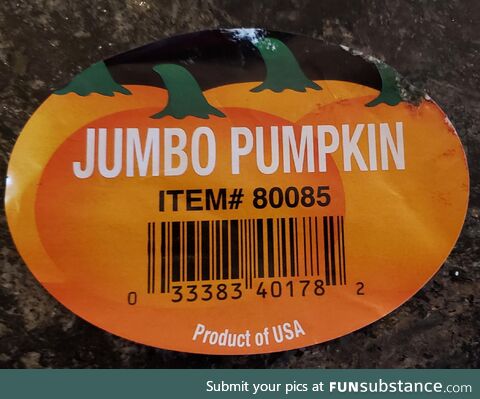 JUMBO PUMPKIN
ITEM# 80085
0 33383 40178 2
Product of USA
Submit your pics at FUNsubstance.com